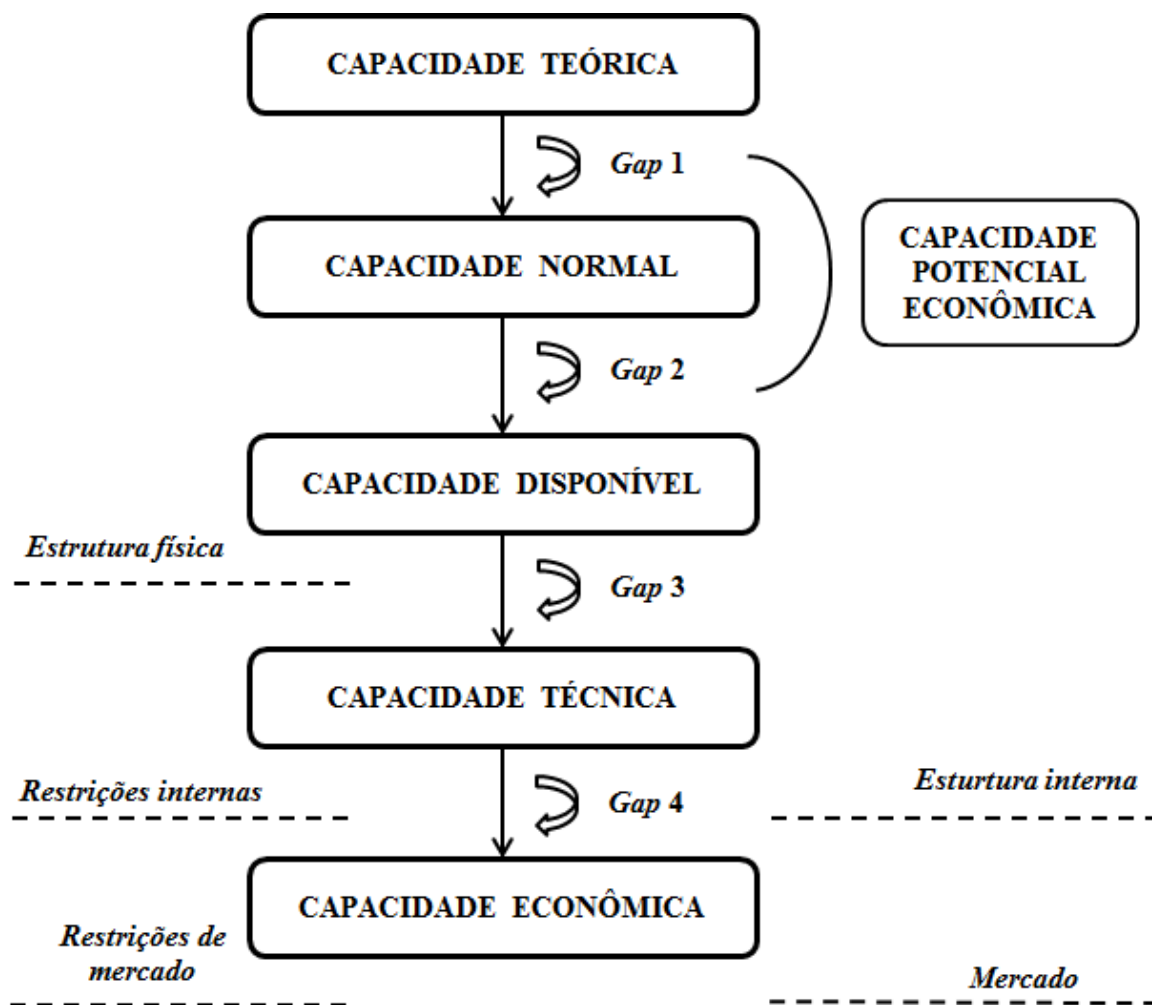 CAPACIDADE TEÓRICA
Gap 1
CAPACIDADE
POTENCIAL
ECONÔMICA
CAPACIDADE NORMAL
Gap 2
CAPACIDADE DISPONÍVEL
Estrutura física
Gap 3
CAPACIDADE TÉCNICA
Restrições internas
Esturtura interna
Gap 4
CAPACIDADE ECONÔMICA
Restrições de
mercado
Mercado